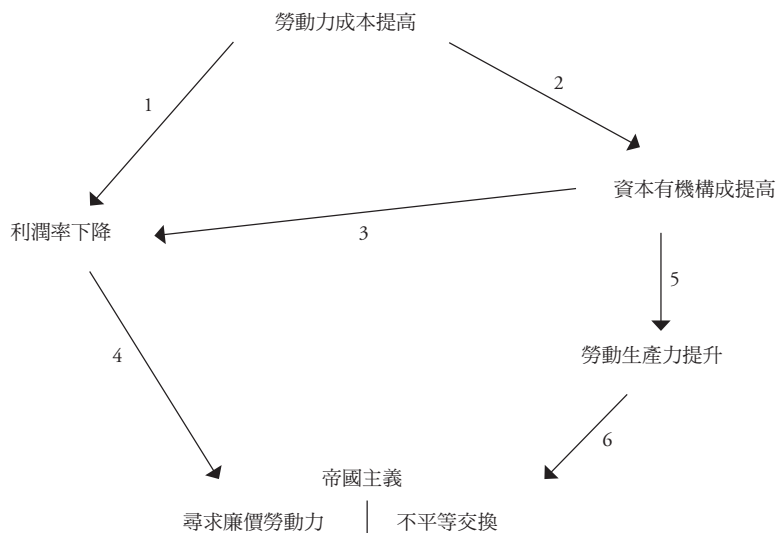 勞動力成本提高
1
2
資本有機構成提高
利潤率下降
3
5
4
勞動生產力提升
6
帝國主義
尋求廉價勞動力
不平等交換